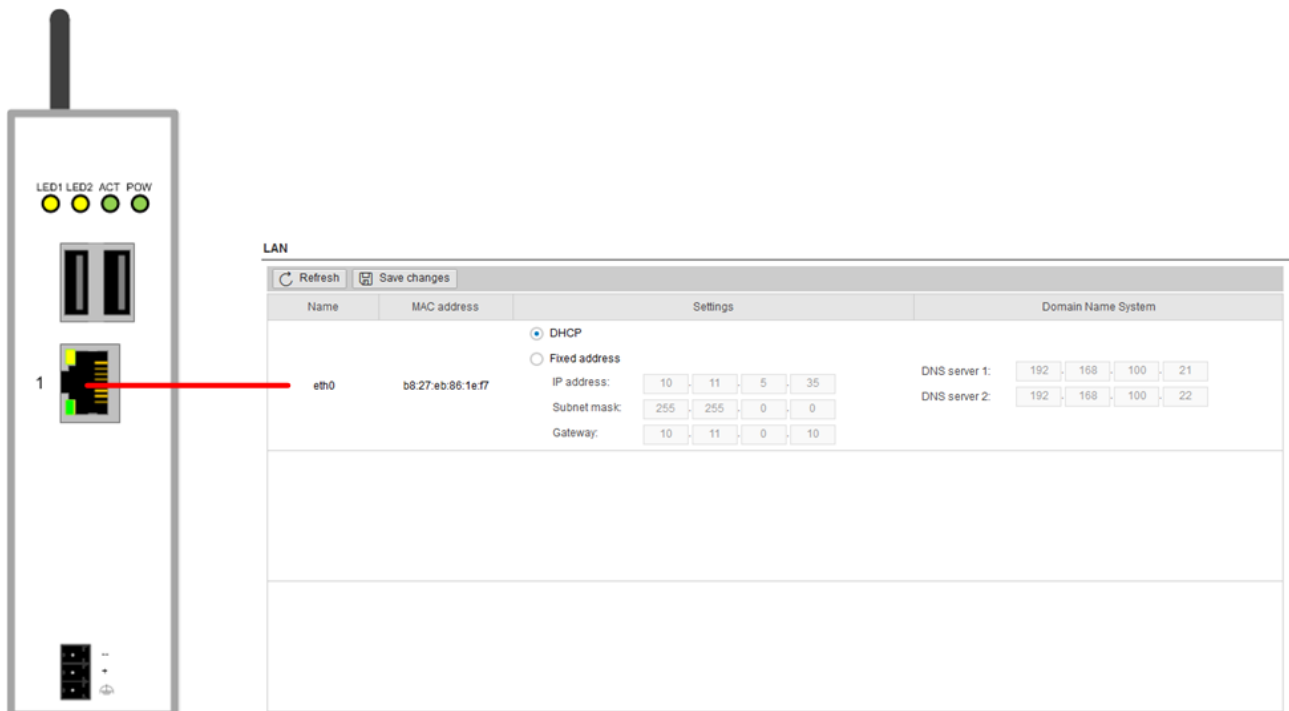 LED1 LED2 ACT POW
1
--
+
LAN
Refresh Save changes
Name MAC address Settings Domain Name System
eth0 b8:27:eb:86:1e:f7
DHCP
Fixed address
IP address: 10 . 11 . 5 . 35
Subnet mask: 255 . 255 . 0 . 0
Gateway: 10 . 11 . 0 . 10
DNS server 1: 192 . 168 . 100 . 21
DNS server 2: 192 . 168 . 100 . 22